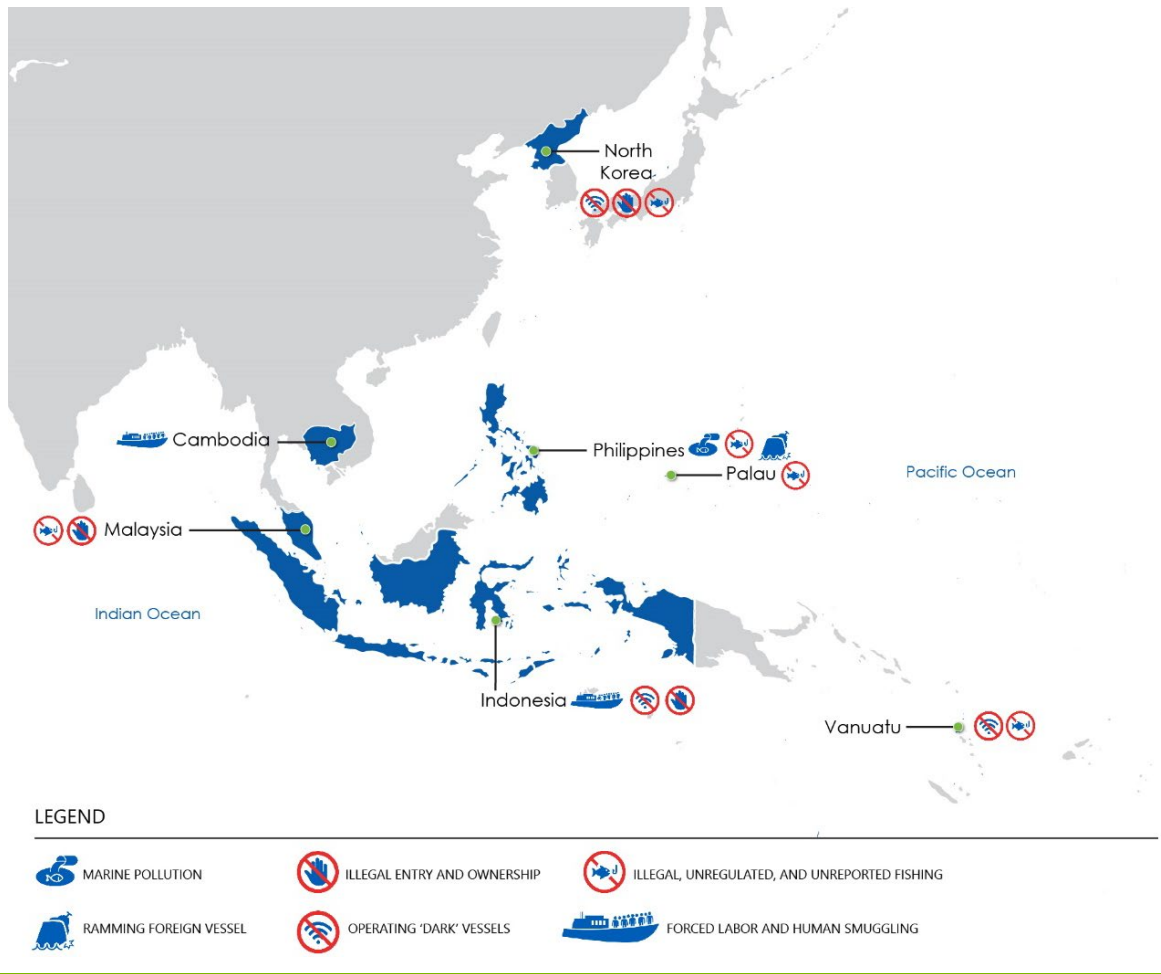 North
Korea
Cambodia
Philippines
Palau
Pacific Ocean
Malaysia
Indian Ocean
Indonesia
Vanuatu
LEGEND
MARINE POLLUTION
ILLEGAL ENTRY AND OWNERSHIP
ILLEGAL, UNREGULATED, AND UNREPORTED FISHING
RAMMING FOREIGN VESSEL
OPERATING ‘DARK’ VESSELS
FORCED LABOR AND HUMAN SMUGGLING